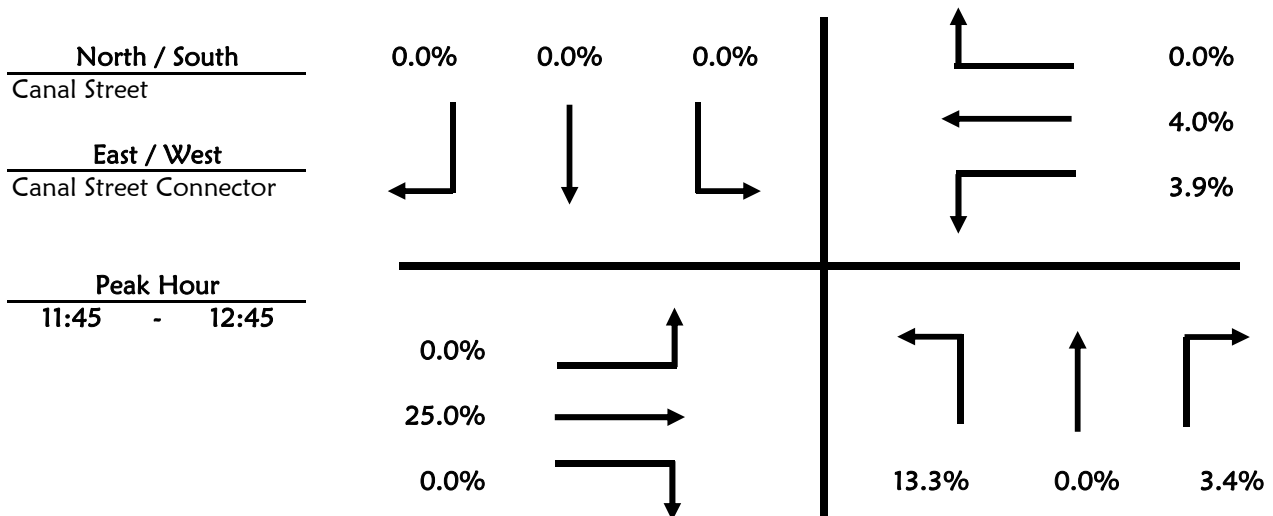 North / South
Canal Street
East / West
Canal Street Connector
Peak Hour
11:45 - 12:45
0.0% 0.0% 0.0%
0.0%
4.0%
3.9%
0.0%
25.0%
0.0%
13.3% 0.0% 3.4%